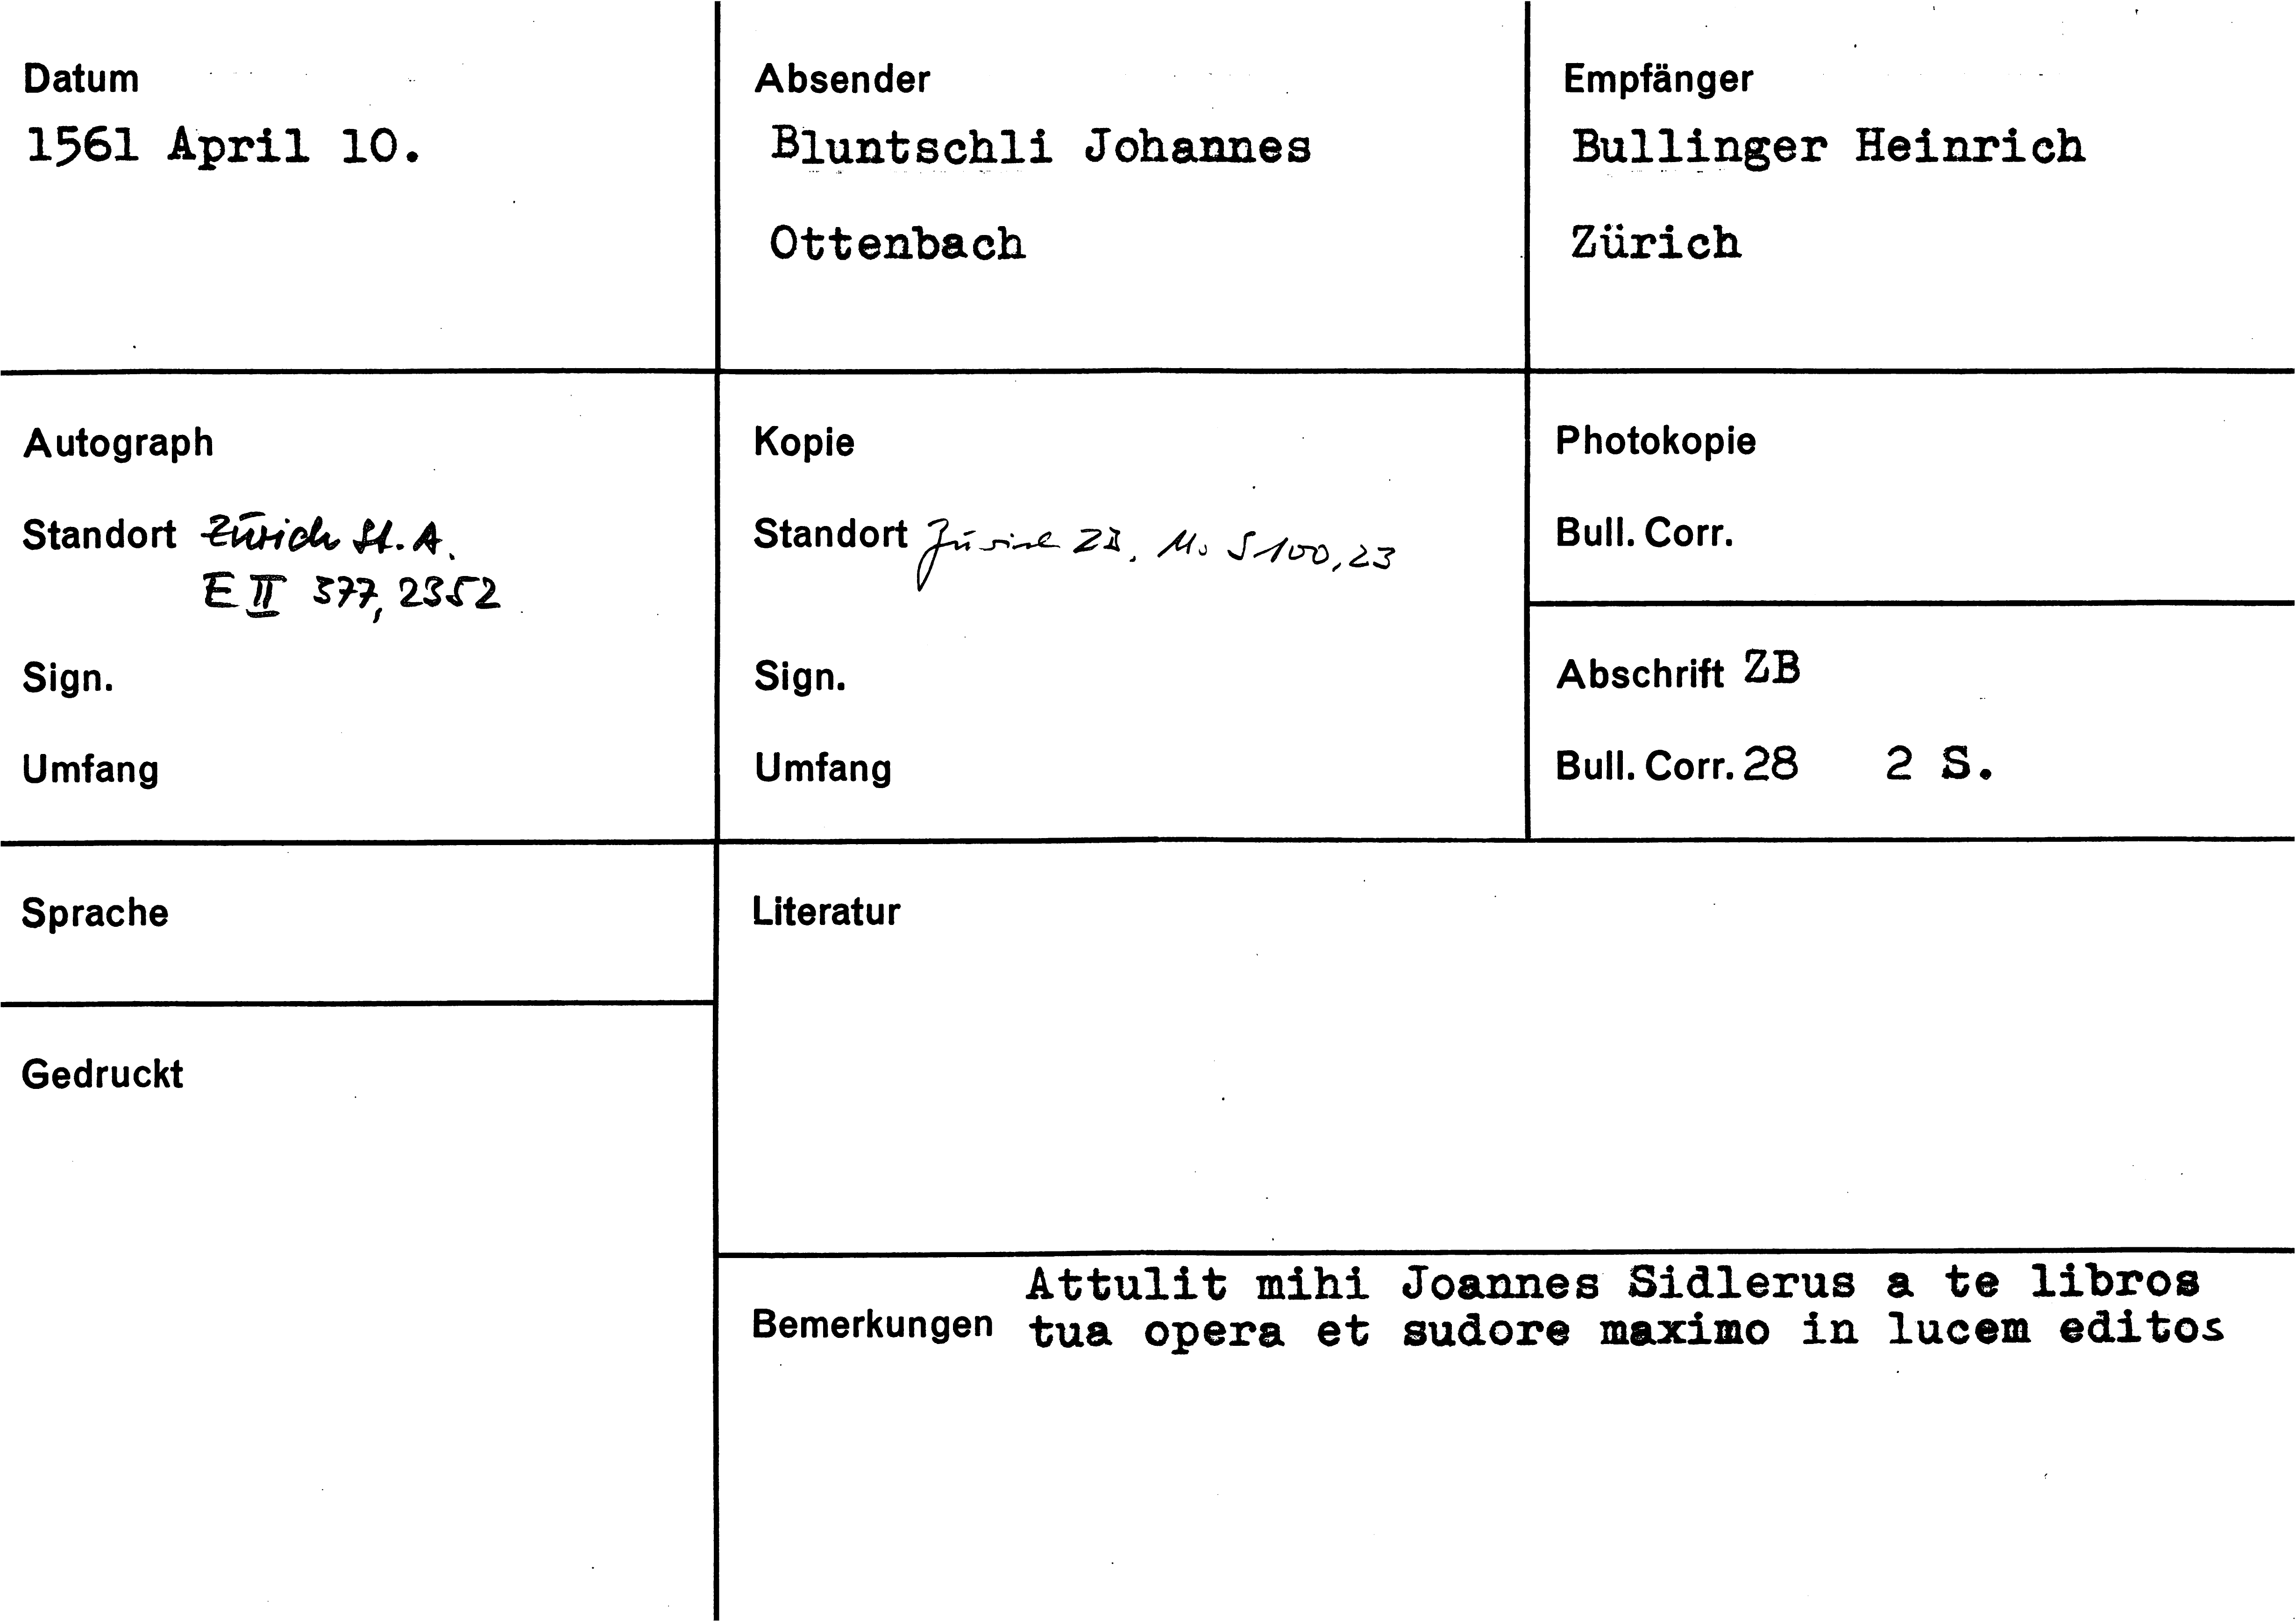 Datum
1561 April 10.
Absender
Bluntschli Johannes
Ottenbach
Empfänger
Bullinger Heinrich
Zürich
Autograph
Standort Zürich St. A.
E II 377, 2352
Sign.
Umfang
Kopie
Standort Zürich ZB, Ms S 100, 23
Sign.
Umfang
Photokopie
Bull. Corr.
Abschrift ZB
Bull. Corr. 28 2 S.
Sprache
Gedruckt
Literatur
Bemerkungen
Attulit mihi Joannes Sidlerus a te libros
tua opera et sudore maximo in lucem editos